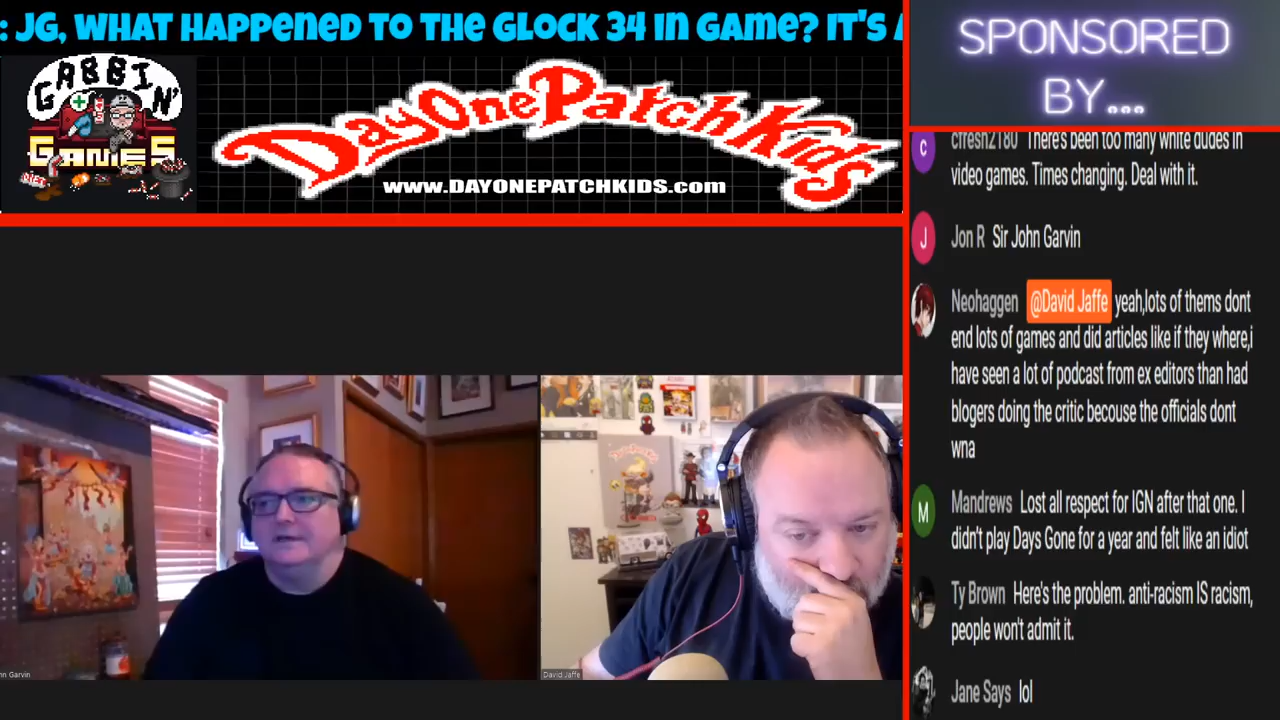 : JG, WHAT HAPPENED TO THE GLOCK 34 IN GAME? IT'S A
GABBIN'
GAMES
DayOnePatchKids
www.DAYONEPATCHKIDS.com
SPONSORED
BY...
C
cfresh2180 There's been too many white dudes in
video games. Times changing. Deal with it.
J
Jon R Sir John Garvin
Neohaggen @David Jaffe yeah,lots of thems dont
end lots of games and did articles like if they where,i
have seen a lot of podcast from ex editors than had
blogers doing the critic becouse the officials dont
wna
M
Mandrews Lost all respect for IGN after that one. I
didn't play Days Gone for a year and felt like an idiot
Ty Brown Here's the problem. anti-racism IS racism,
people won't admit it.
Jane Says lol
hn Garvin
David Jaffe